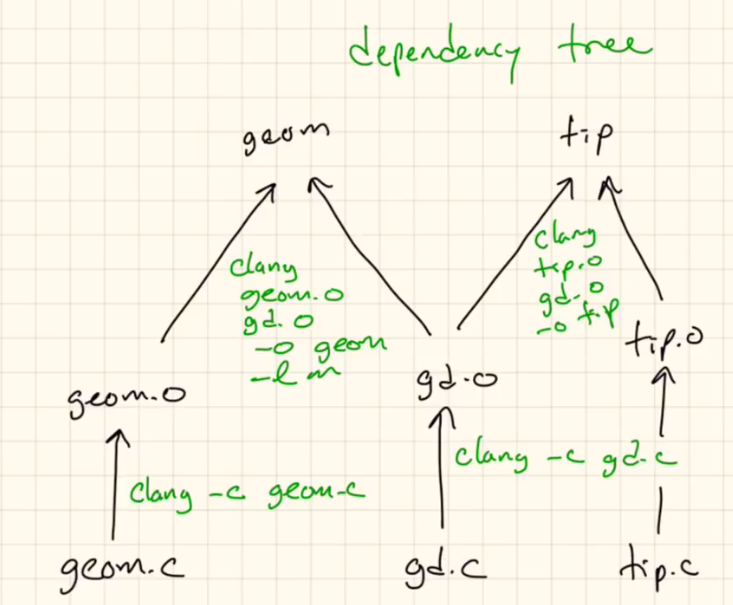 dependency tree
geom
tip
clang
geom.o
gd.o
-o geom
-lm
clang
tip.o
gd.o
-o tip
geom.o
gd.o
tip.o
clang -c geom.c
clang -c gd.c
geom.c
gd.c
tip.c